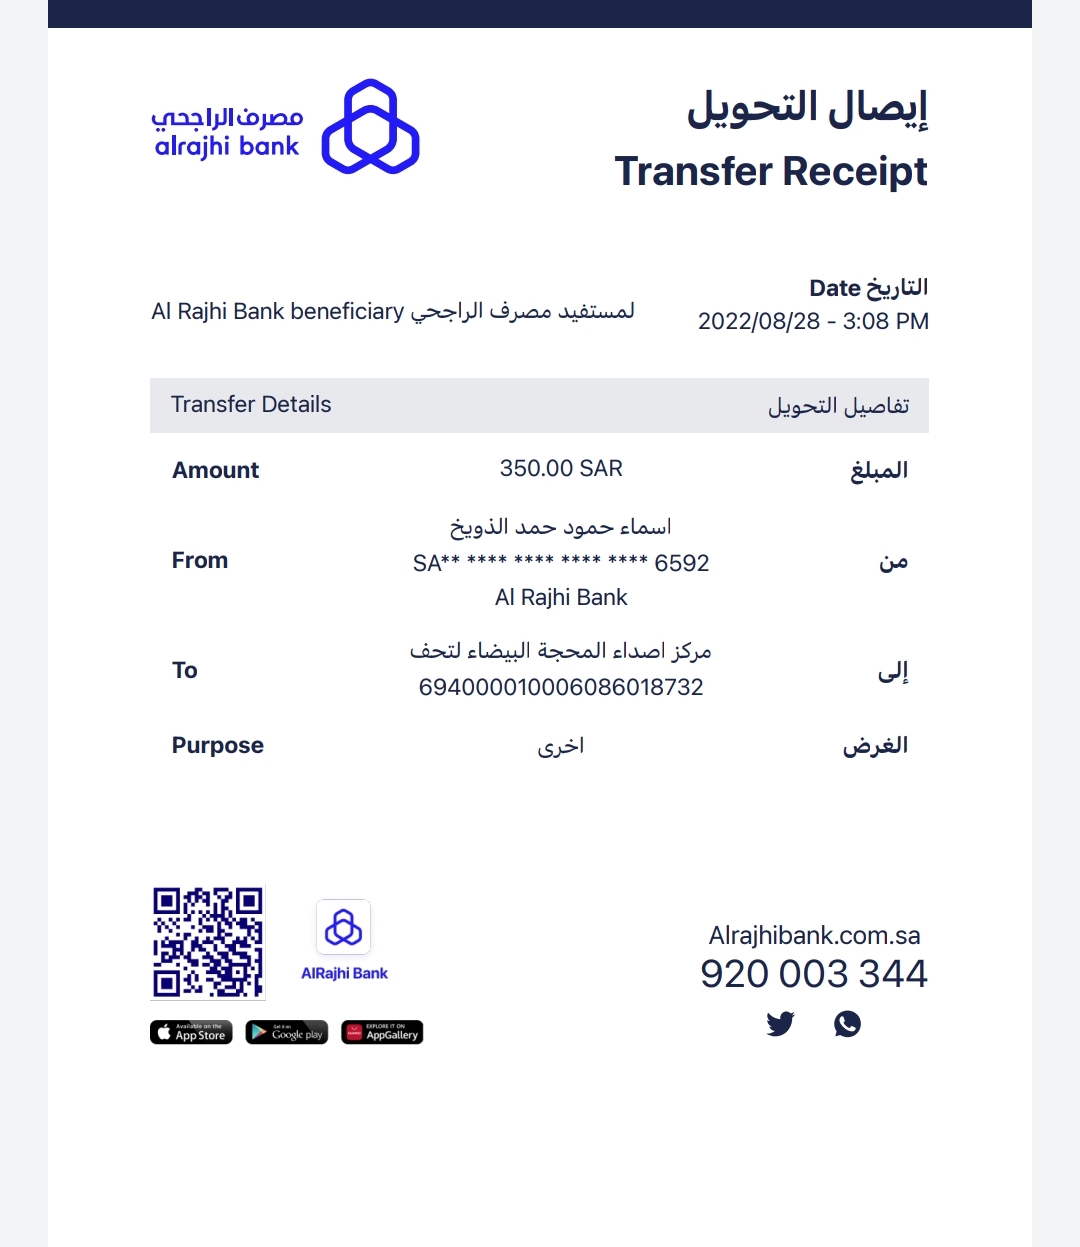 مصرف الراجحي
alrajhi bank
إيصال التحويل
Transfer Receipt
التاريخ Date
2022/08/28 - 3:08 PM
لمستفيد مصرف الراجحي Al Rajhi Bank beneficiary
Transfer Details تفاصيل التحويل
Amount 350.00 SAR المبلغ
اسماء حمود حمد الذويخ
From SA** **** **** **** **** 6592 من
Al Rajhi Bank
مركز اصداء المحجة البيضاء لتحف
To إلى
694000010006086018732
Purpose اخرى الغرض
AlRajhi Bank
Available on the App Store
Get it on Google play
EXPLORE IT ON AppGallery
Alrajhibank.com.sa
920 003 344